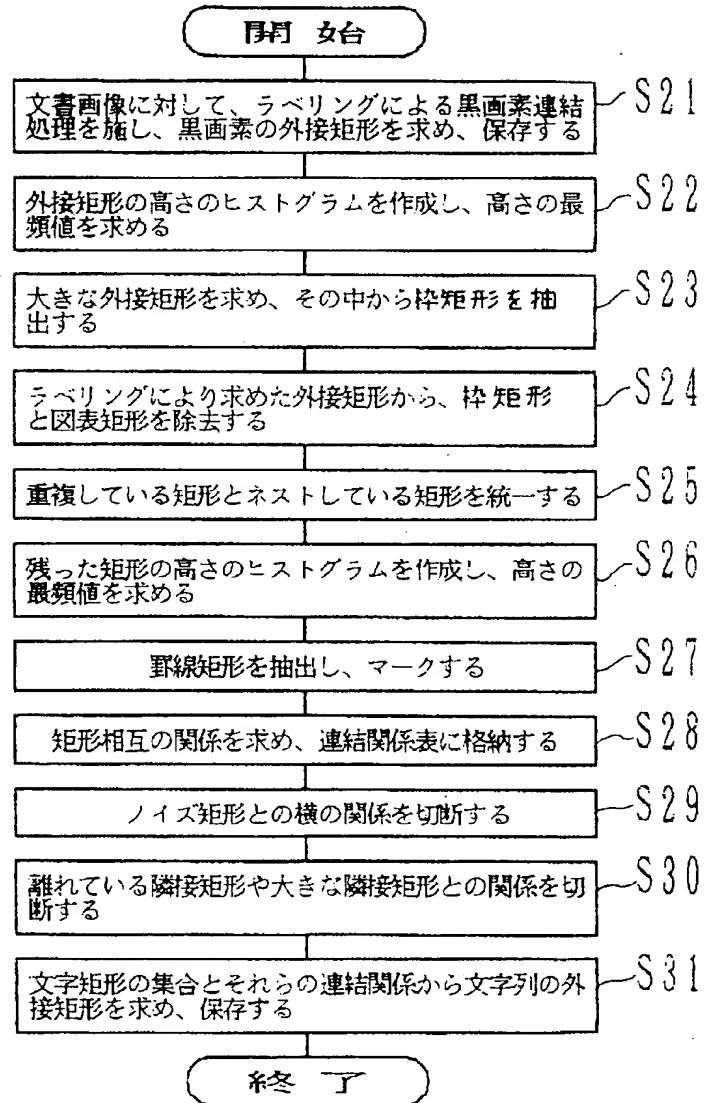 開始
文書画像に対して、ラベリングによる黒画素連結
処理を施し、黒画素の外接矩形を求め、保存する
S21
外接矩形の高さのヒストグラムを作成し、高さの最
頻値を求める
S22
大きな外接矩形を求め、その中から枠矩形を抽
出する
S23
ラベリングにより求めた外接矩形から、枠矩形
と図表矩形を除去する
S24
重複している矩形とネストしている矩形を統一する
S25
残った矩形の高さのヒストグラムを作成し、高さの
最頻値を求める
S26
罫線矩形を抽出し、マークする
S27
矩形相互の関係を求め、連結関係表に格納する
S28
ノイズ矩形との横の関係を切断する
S29
離れている隣接矩形や大きな隣接矩形との関係を切
断する
S30
文字矩形の集合とそれらの連結関係から文字列の外
接矩形を求め、保存する
S31
終了